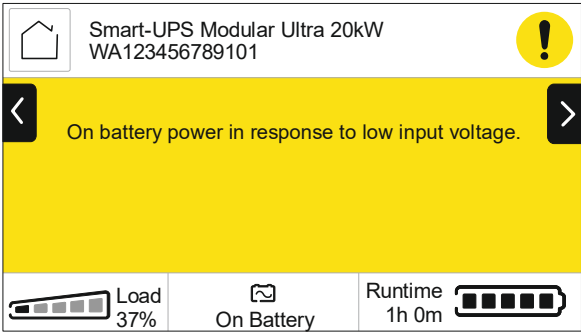 Smart-UPS Modular Ultra 20kW
WA123456789101
On battery power in response to low input voltage.
Load
37%
On Battery
Runtime
1h 0m